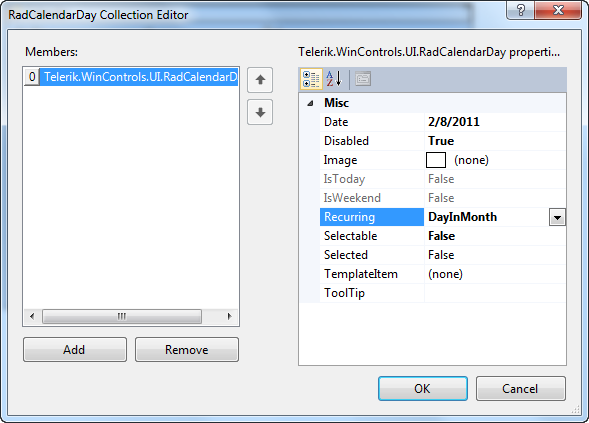 RadCalendarDay Collection Editor
Members:
0 Telerik.WinControls.UI.RadCalendarD
Add
Remove
Telerik.WinControls.UI.RadCalendarDay properti...
Misc
Date 2/8/2011
Disabled True
Image (none)
IsToday False
IsWeekend False
Recurring DayInMonth
Selectable False
Selected False
TemplateItem (none)
ToolTip
OK
Cancel